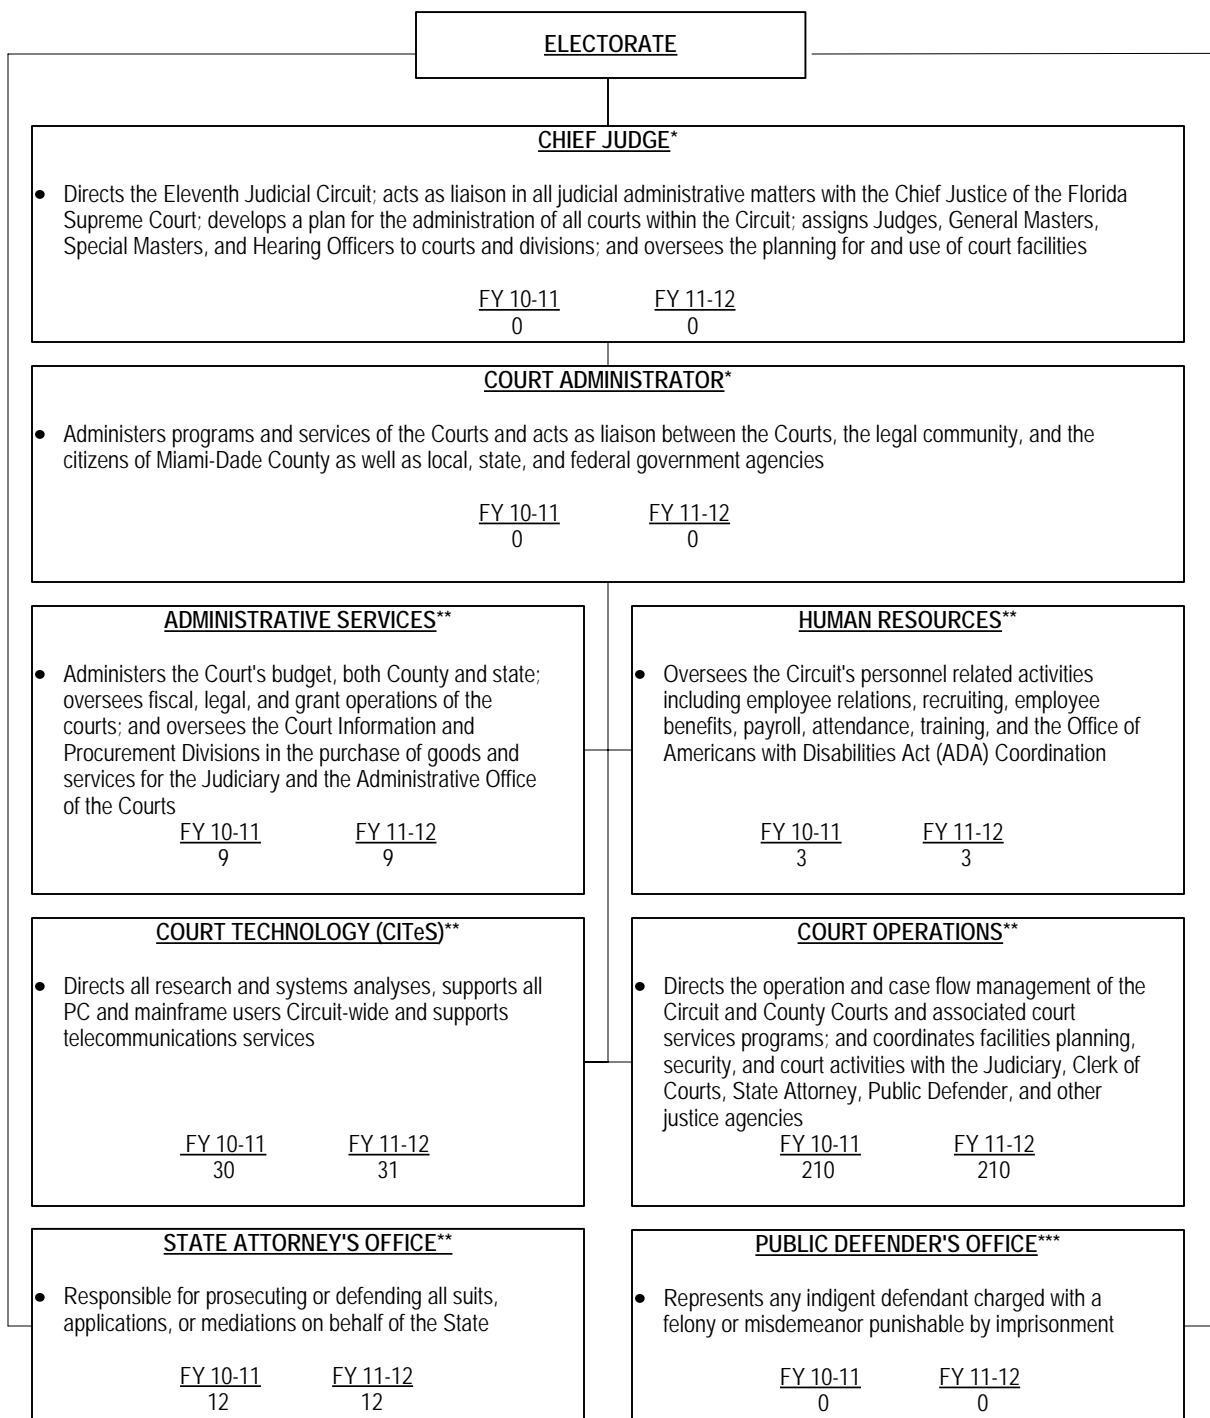 ELECTORATE
CHIEF JUDGE*
• Directs the Eleventh Judicial Circuit; acts as liaison in all judicial administrative matters with the Chief Justice of the Florida
Supreme Court; develops a plan for the administration of all courts within the Circuit; assigns Judges, General Masters,
Special Masters, and Hearing Officers to courts and divisions; and oversees the planning for and use of court facilities
FY 10-11 FY 11-12
0 0
COURT ADMINISTRATOR*
• Administers programs and services of the Courts and acts as liaison between the Courts, the legal community, and the
citizens of Miami-Dade County as well as local, state, and federal government agencies
FY 10-11 FY 11-12
0 0
ADMINISTRATIVE SERVICES**
• Administers the Court's budget, both County and state;
oversees fiscal, legal, and grant operations of the
courts; and oversees the Court Information and
Procurement Divisions in the purchase of goods and
services for the Judiciary and the Administrative Office
of the Courts
FY 10-11 FY 11-12
9 9
HUMAN RESOURCES**
• Oversees the Circuit's personnel related activities
including employee relations, recruiting, employee
benefits, payroll, attendance, training, and the Office of
Americans with Disabilities Act (ADA) Coordination
FY 10-11 FY 11-12
3 3
COURT TECHNOLOGY (CITeS)**
• Directs all research and systems analyses, supports all
PC and mainframe users Circuit-wide and supports
telecommunications services
FY 10-11 FY 11-12
30 31
COURT OPERATIONS**
• Directs the operation and case flow management of the
Circuit and County Courts and associated court
services programs; and coordinates facilities planning,
security, and court activities with the Judiciary, Clerk of
Courts, State Attorney, Public Defender, and other
justice agencies
FY 10-11 FY 11-12
210 210
STATE ATTORNEY'S OFFICE**
• Responsible for prosecuting or defending all suits,
applications, or mediations on behalf of the State
FY 10-11 FY 11-12
12 12
PUBLIC DEFENDER'S OFFICE***
• Represents any indigent defendant charged with a
felony or misdemeanor punishable by imprisonment
FY 10-11 FY 11-12
0 0